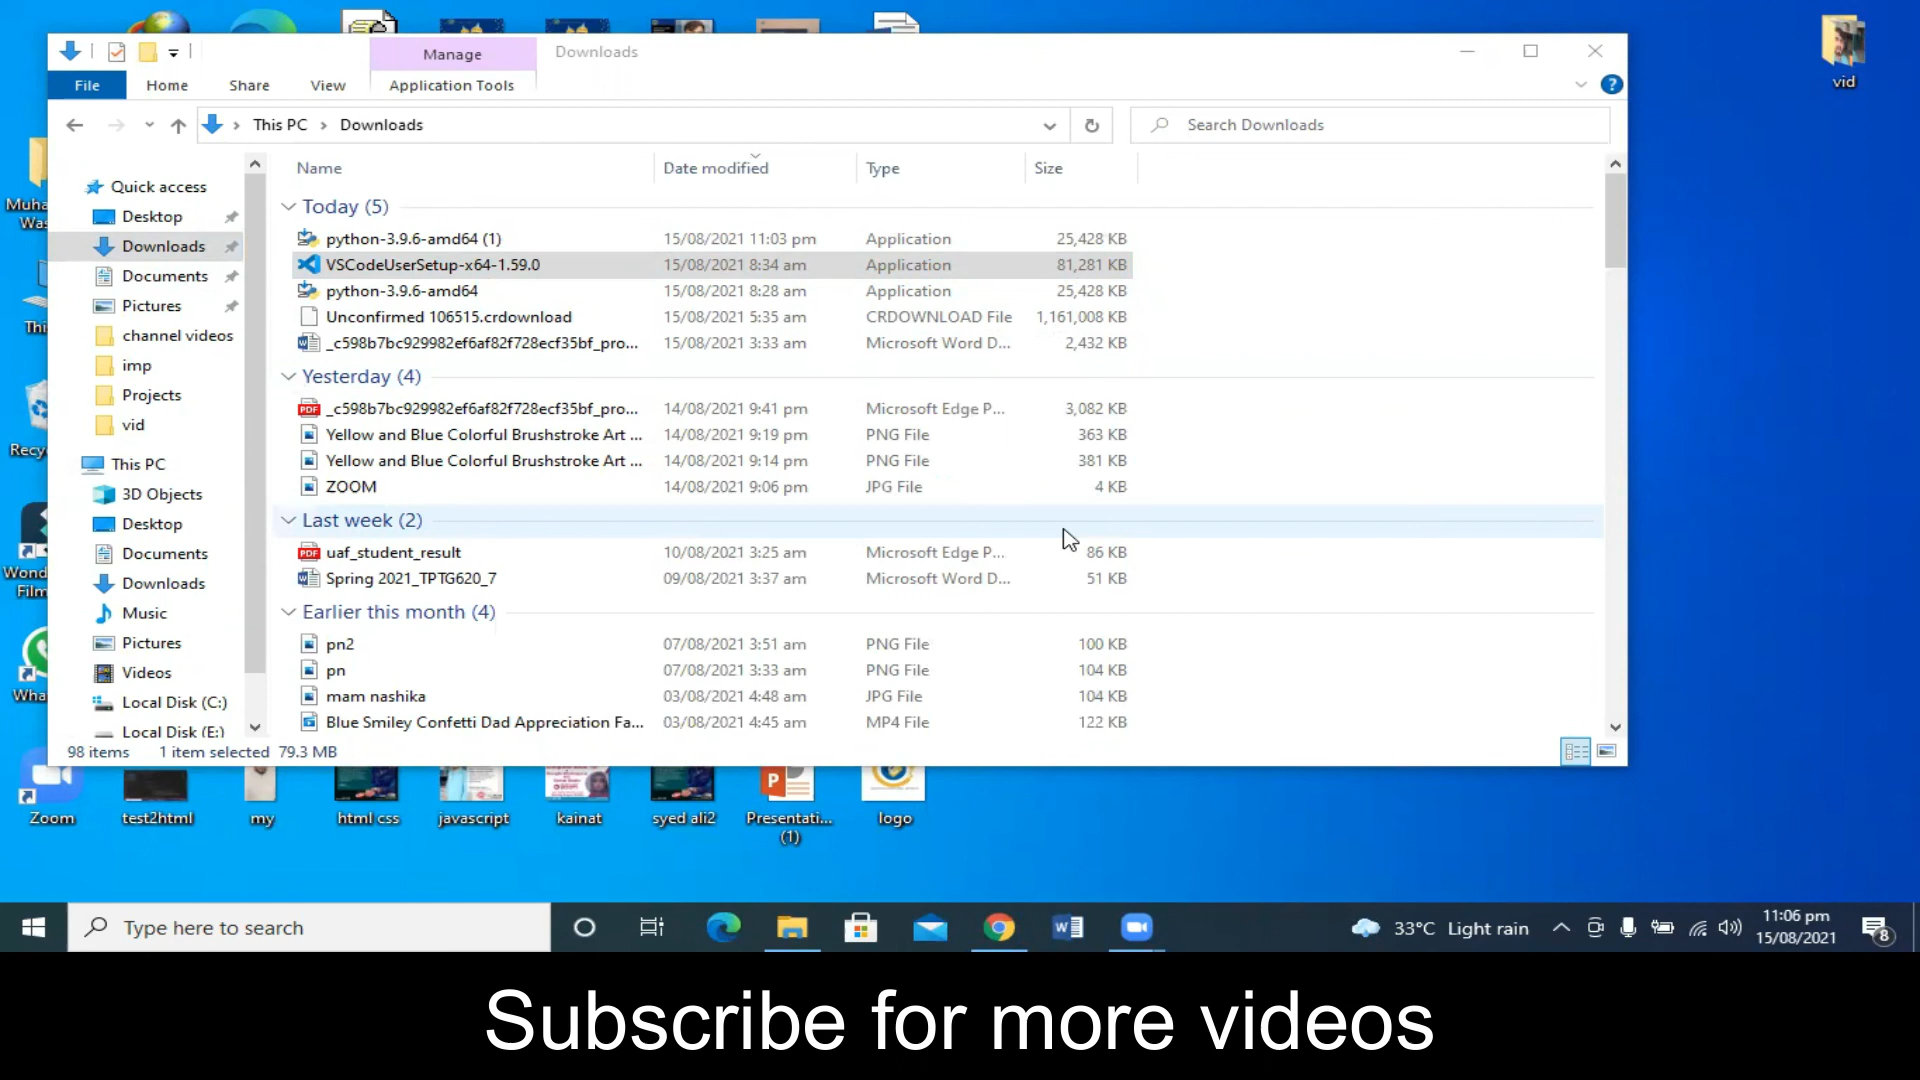 Manage
Downloads
File
Home
Share
View
Application Tools
This PC
Downloads
Search Downloads
Name
Date modified
Type
Size
Quick access
Desktop
Downloads
Documents
Pictures
channel videos
imp
Projects
vid
This PC
3D Objects
Desktop
Documents
Downloads
Music
Pictures
Videos
Local Disk (C:)
Local Disk (E:)
Today (5)
python-3.9.6-amd64 (1) 15/08/2021 11:03 pm Application 25,428 KB
VSCodeUserSetup-x64-1.59.0 15/08/2021 8:34 am Application 81,281 KB
python-3.9.6-amd64 15/08/2021 8:28 am Application 25,428 KB
Unconfirmed 106515.crdownload 15/08/2021 5:35 am CRDOWNLOAD File 1,161,008 KB
_c598b7bc929982ef6af82f728ecf35bf_pro... 15/08/2021 3:33 am Microsoft Word D... 2,432 KB
Yesterday (4)
PDF _c598b7bc929982ef6af82f728ecf35bf_pro... 14/08/2021 9:41 pm Microsoft Edge P... 3,082 KB
Yellow and Blue Colorful Brushstroke Art ... 14/08/2021 9:19 pm PNG File 363 KB
Yellow and Blue Colorful Brushstroke Art ... 14/08/2021 9:14 pm PNG File 381 KB
ZOOM 14/08/2021 9:06 pm JPG File 4 KB
Last week (2)
PDF uaf_student_result 10/08/2021 3:25 am Microsoft Edge P... 86 KB
Spring 2021_TPTG620_7 09/08/2021 3:37 am Microsoft Word D... 51 KB
Earlier this month (4)
pn2 07/08/2021 3:51 am PNG File 100 KB
pn 07/08/2021 3:33 am PNG File 104 KB
mam nashika 03/08/2021 4:48 am JPG File 104 KB
Blue Smiley Confetti Dad Appreciation Fa... 03/08/2021 4:45 am MP4 File 122 KB
98 items 1 item selected 79.3 MB
vid
Muha
Was
Thi
Recy
Wond
Film
Wha
Zoom
test2html
my
html css
javascript
kainat
syed ali2
Presentati...
(1)
logo
Type here to search
33°C Light rain
11:06 pm
15/08/2021
8
Subscribe for more videos